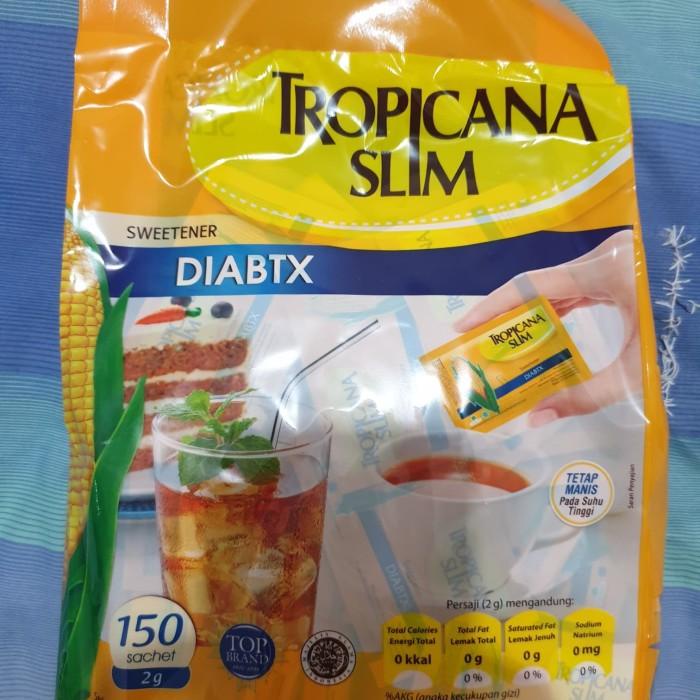 TROPICANA
SLIM
SWEETENER
DIABTX
TROPICANA
SLIM
DIABTX
TETAP
MANIS
Pada Suhu
Tinggi
Saran Penyajian
150
sachet
2g
TOP
BRAND
Persaji (2 g) mengandung:
Total Calories
Energi Total
0 kkal
Total Fat
Lemak Total
0 g
0 %
Saturated Fat
Lemak Jenuh
0 g
0 %
Sodium
Natrium
0 mg
0 %
%AKG (angka kecukupan gizi)